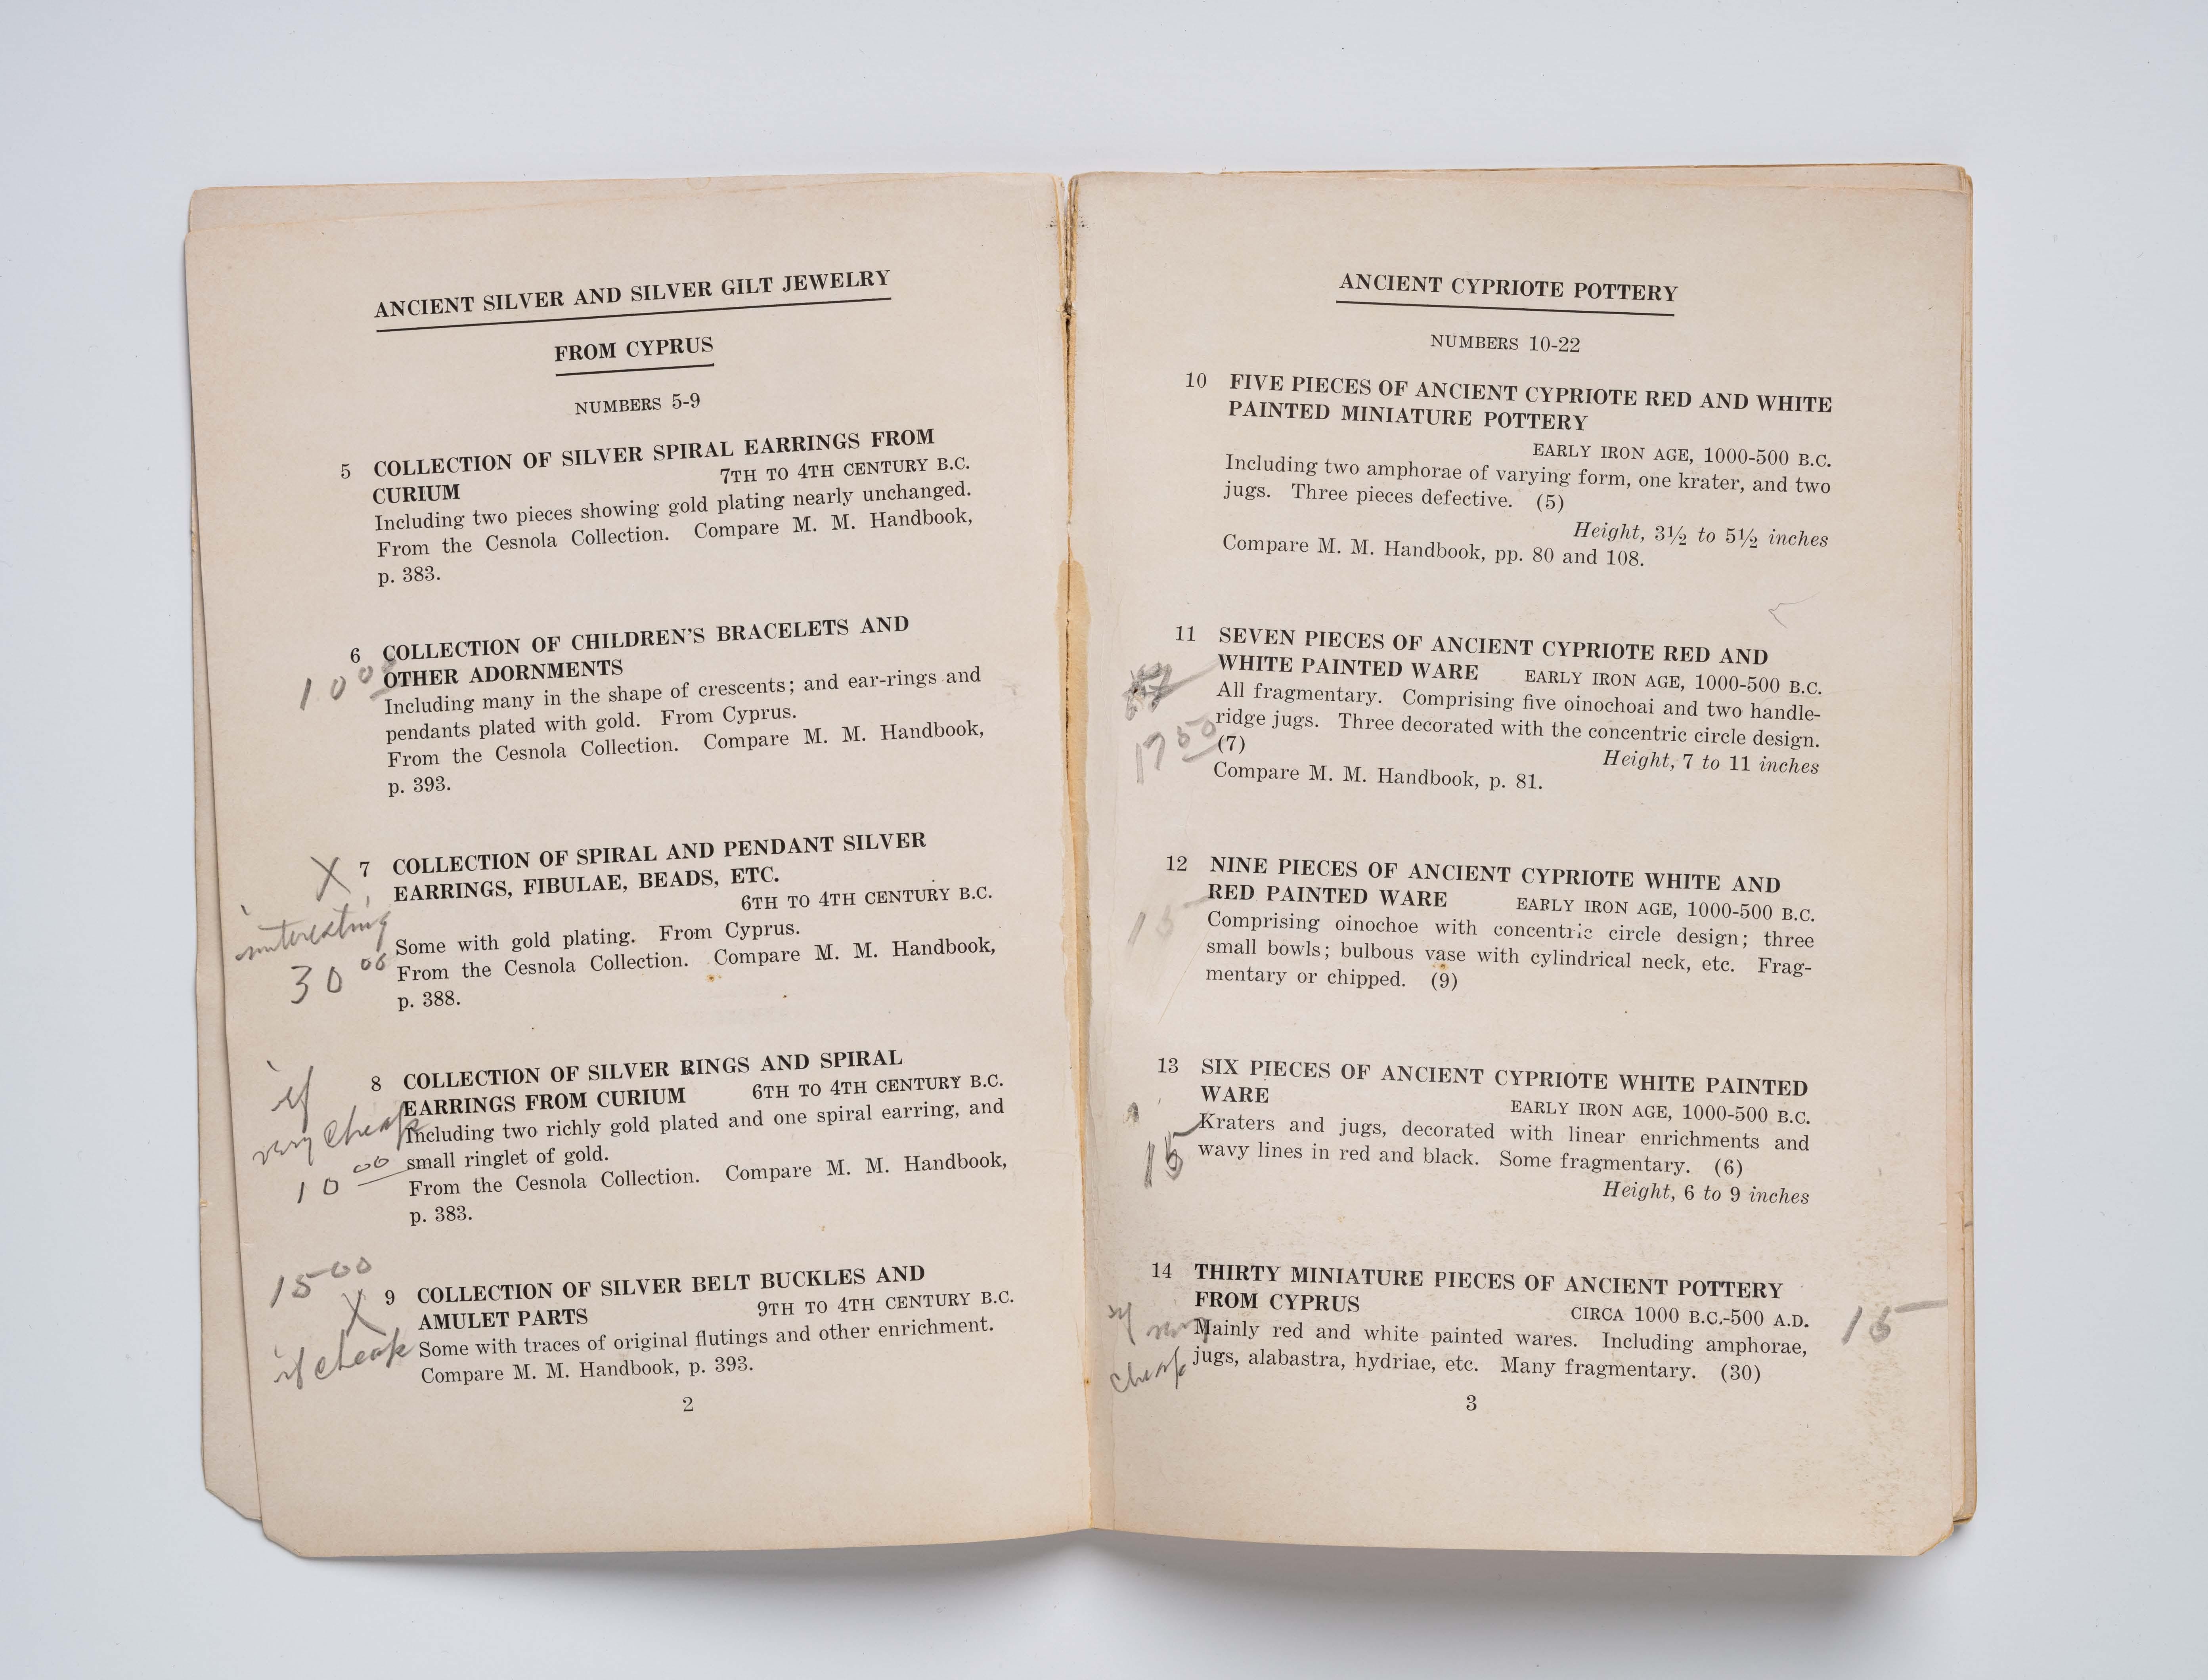 ANCIENT SILVER AND SILVER GILT JEWELRY
FROM CYPRUS
NUMBERS 5-9
5 COLLECTION OF SILVER SPIRAL EARRINGS FROM
CURIUM 7TH TO 4TH CENTURY B.C.
Including two pieces showing gold plating nearly unchanged.
From the Cesnola Collection. Compare M. M. Handbook,
p. 383.
6 COLLECTION OF CHILDREN'S BRACELETS AND
10 00 OTHER ADORNMENTS
Including many in the shape of crescents; and ear-rings and
pendants plated with gold. From Cyprus.
From the Cesnola Collection. Compare M. M. Handbook,
p. 393.
X 7 COLLECTION OF SPIRAL AND PENDANT SILVER
EARRINGS, FIBULAE, BEADS, ETC.
6TH TO 4TH CENTURY B.C.
interesting
Some with gold plating. From Cyprus.
30 00 From the Cesnola Collection. Compare M. M. Handbook,
p. 388.
if
8 COLLECTION OF SILVER RINGS AND SPIRAL
EARRINGS FROM CURIUM 6TH TO 4TH CENTURY B.C.
very cheap
Including two richly gold plated and one spiral earring, and
small ringlet of gold.
10 00
From the Cesnola Collection. Compare M. M. Handbook,
p. 383.
15 00
X 9 COLLECTION OF SILVER BELT BUCKLES AND
AMULET PARTS 9TH TO 4TH CENTURY B.C.
if cheap
Some with traces of original flutings and other enrichment.
Compare M. M. Handbook, p. 393.
2
ANCIENT CYPRIOTE POTTERY
NUMBERS 10-22
10 FIVE PIECES OF ANCIENT CYPRIOTE RED AND WHITE
PAINTED MINIATURE POTTERY
EARLY IRON AGE, 1000-500 B.C.
Including two amphorae of varying form, one krater, and two
jugs. Three pieces defective. (5)
Height, 3½ to 5½ inches
Compare M. M. Handbook, pp. 80 and 108.
11 SEVEN PIECES OF ANCIENT CYPRIOTE RED AND
WHITE PAINTED WARE EARLY IRON AGE, 1000-500 B.C.
All fragmentary. Comprising five oinochoai and two handle-
ridge jugs. Three decorated with the concentric circle design.
17 50
(7) Height, 7 to 11 inches
Compare M. M. Handbook, p. 81.
12 NINE PIECES OF ANCIENT CYPRIOTE WHITE AND
RED PAINTED WARE EARLY IRON AGE, 1000-500 B.C.
15
Comprising oinochoe with concentric circle design; three
small bowls; bulbous vase with cylindrical neck, etc. Frag-
mentary or chipped. (9)
13 SIX PIECES OF ANCIENT CYPRIOTE WHITE PAINTED
WARE EARLY IRON AGE, 1000-500 B.C.
Kraters and jugs, decorated with linear enrichments and
15
wavy lines in red and black. Some fragmentary. (6)
Height, 6 to 9 inches
14 THIRTY MINIATURE PIECES OF ANCIENT POTTERY
FROM CYPRUS CIRCA 1000 B.C.-500 A.D.
if very
15
Mainly red and white painted wares. Including amphorae,
cheap
jugs, alabastra, hydriae, etc. Many fragmentary. (30)
3